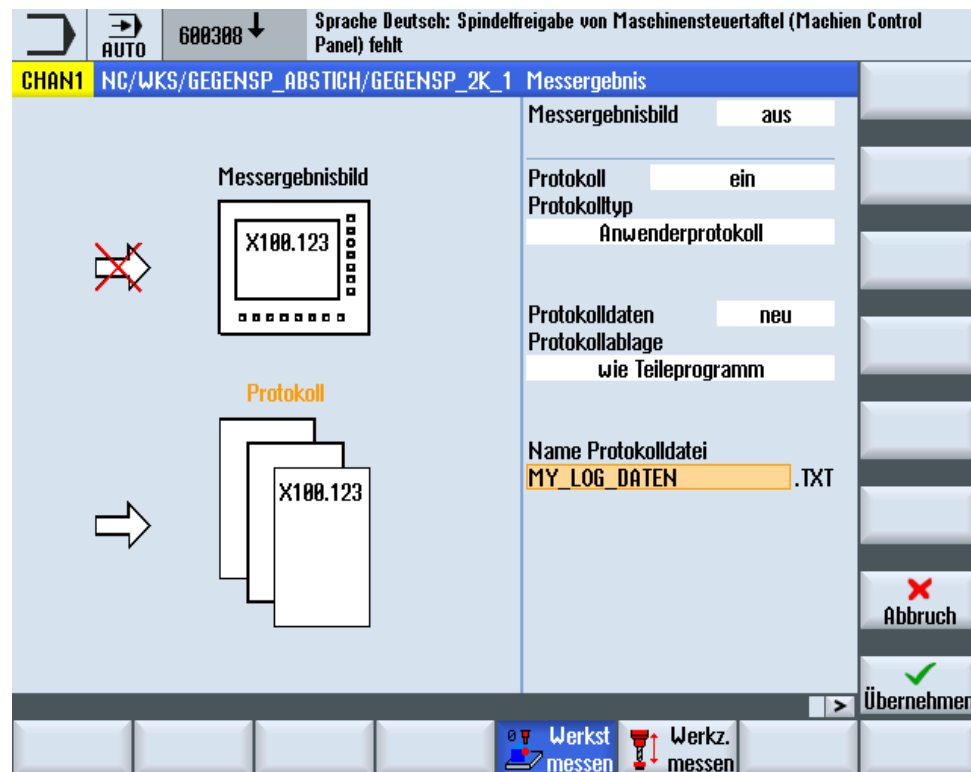 AUTO
600308
Sprache Deutsch: Spindelfreigabe von Maschinensteuertaftel (Machien Control
Panel) fehlt
CHAN1 NC/WKS/GEGENSP_ABSTICH/GEGENSP_2K_1 Messergebnis
Messergebnisbild aus
Messergebnisbild
X100.123
Protokoll ein
Protokolltyp
Anwenderprotokoll
Protokolldaten neu
Protokollablage
wie Teileprogramm
Protokoll
X100.123
Name Protokolldatei
MY_LOG_DATEN .TXT
Abbruch
Übernehmen
Werkst
messen
Werkz.
messen